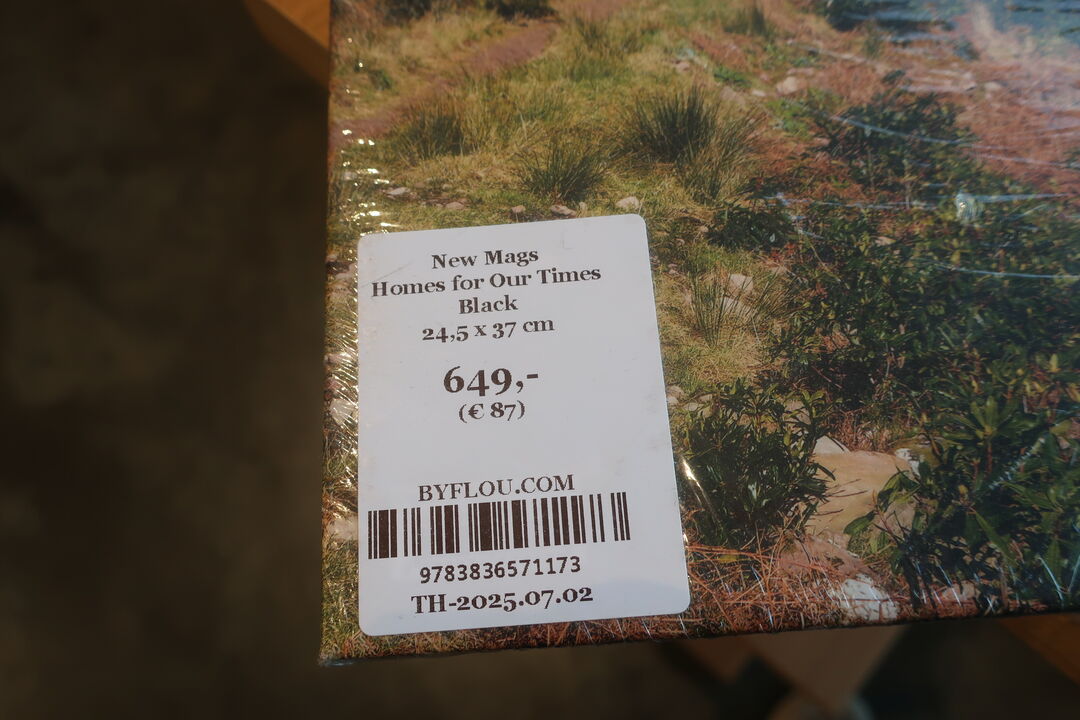 New Mags
Homes for Our Times
Black
24,5 x 37 cm
649,-
(€ 87)
BYFLOU.COM
9783836571173
TH-2025.07.02